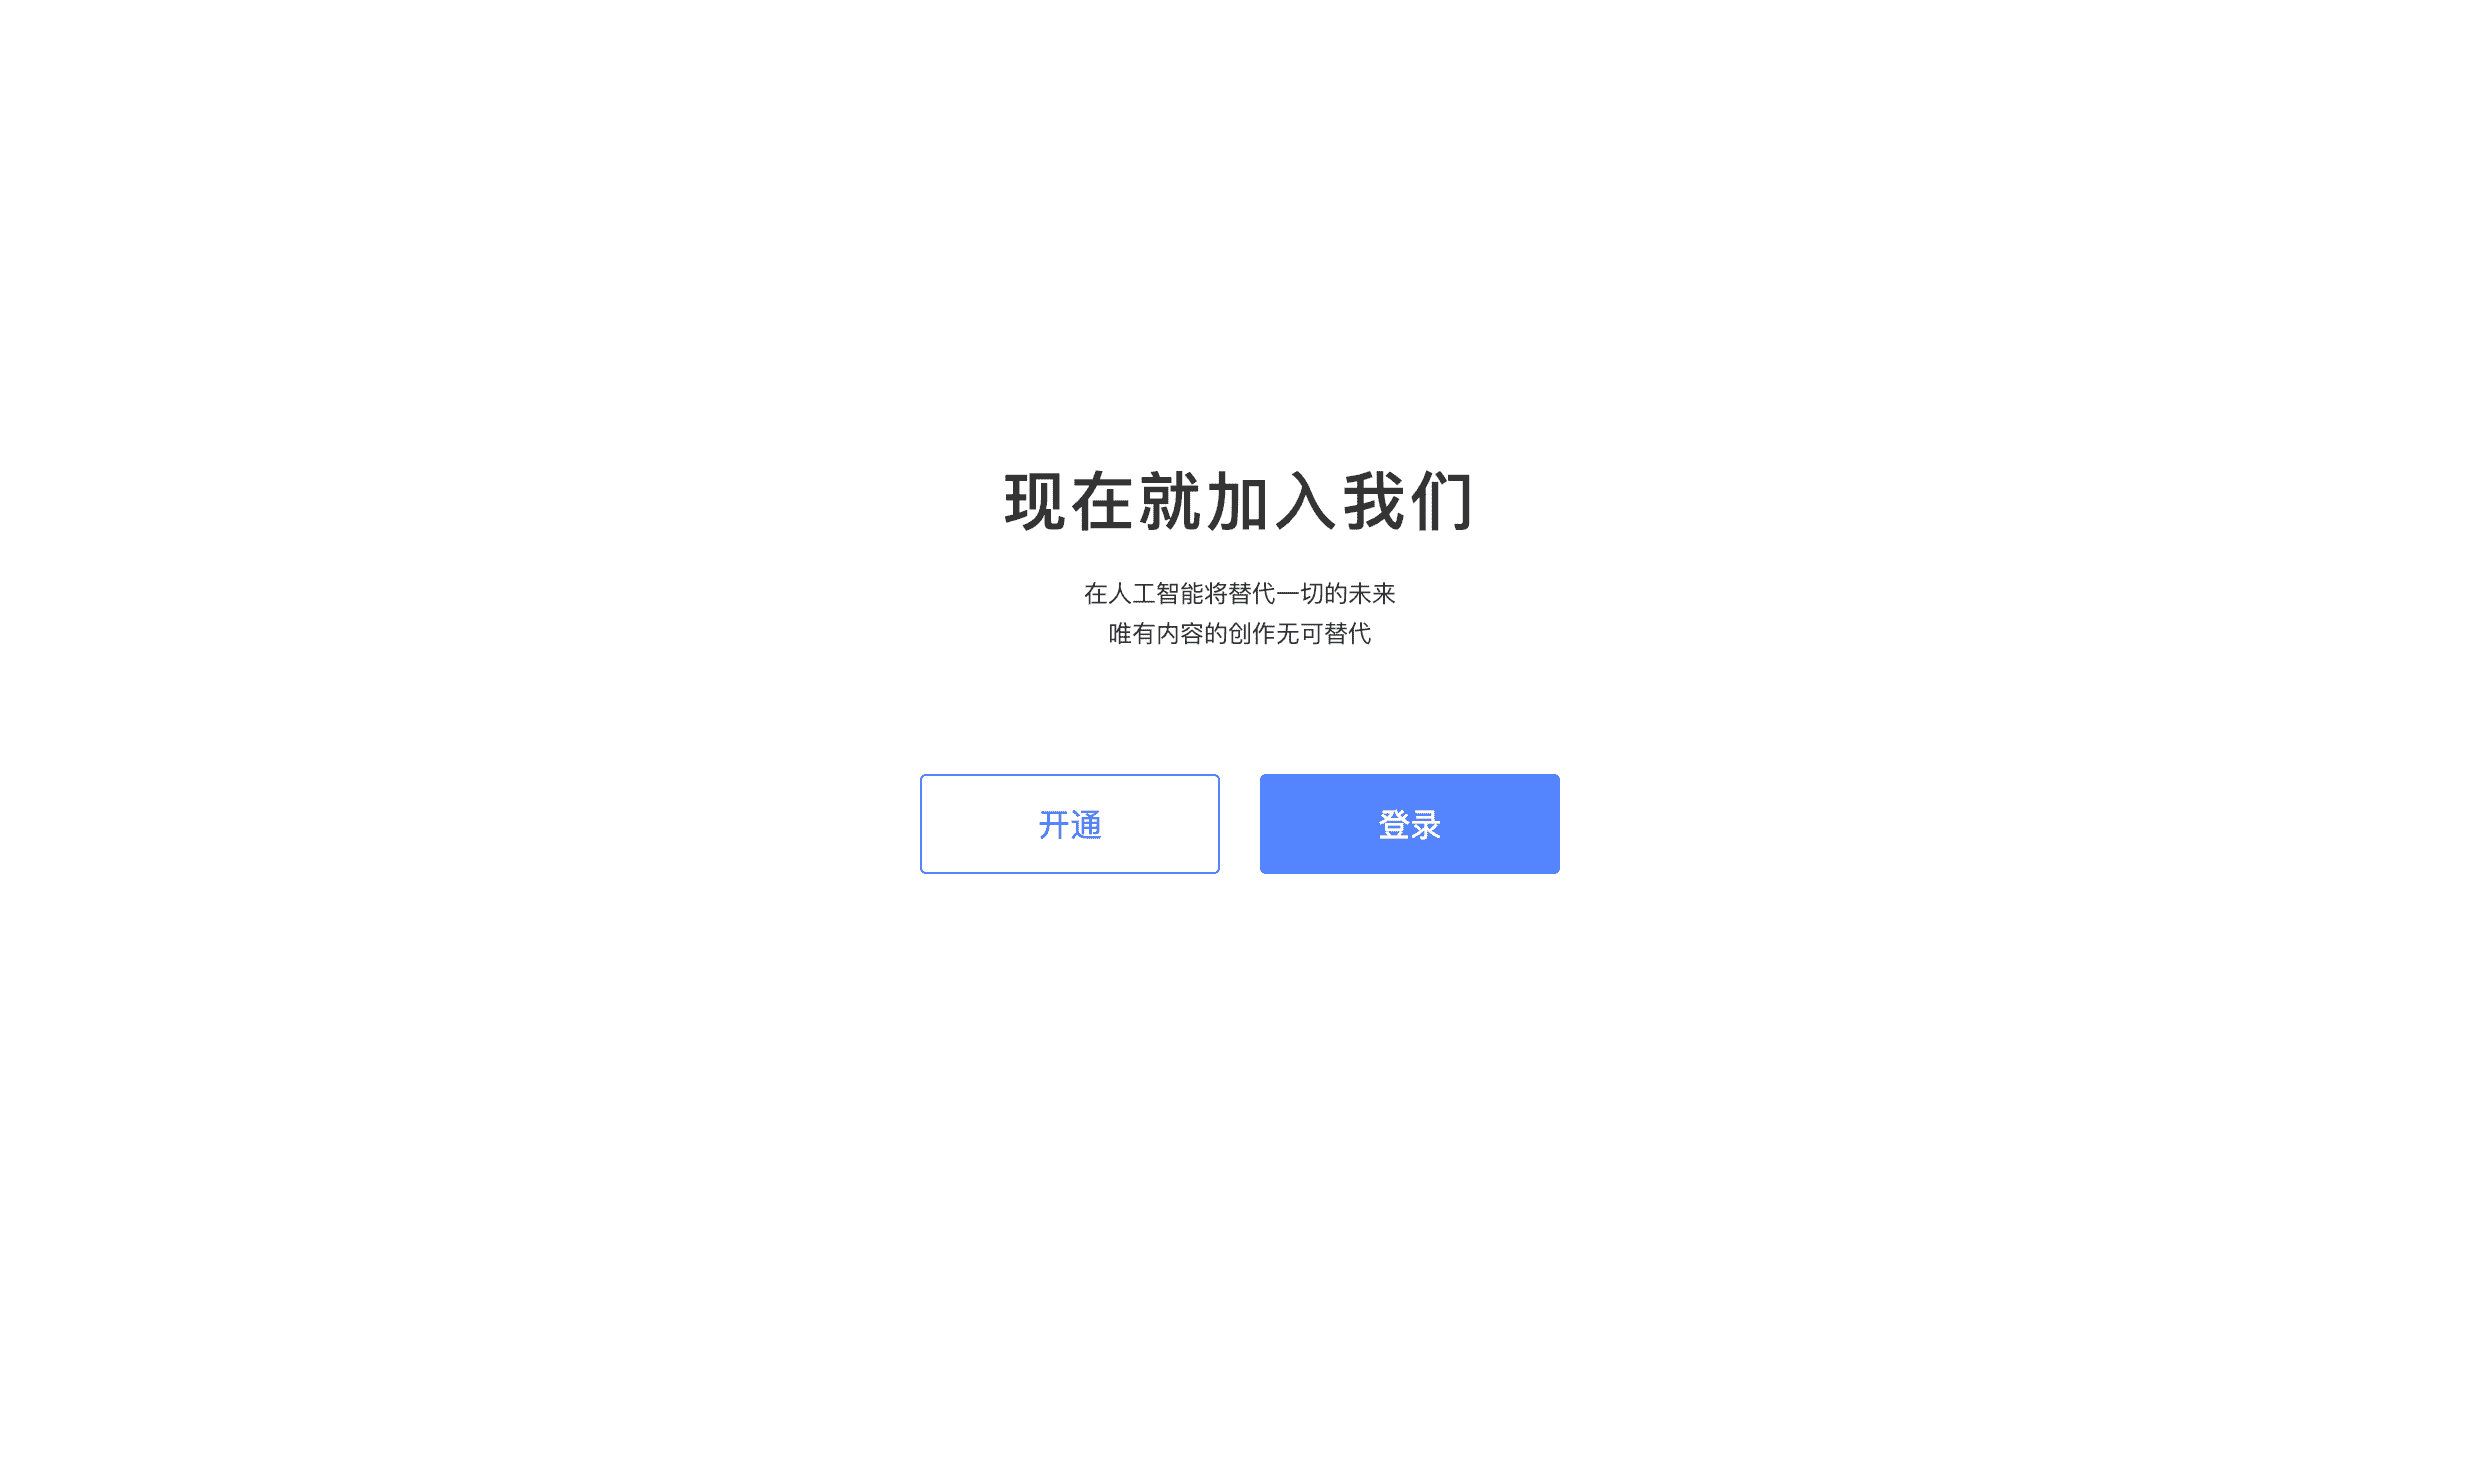 现在就加入我们
在人工智能将替代一切的未来
唯有内容的创作无可替代
开通
登录